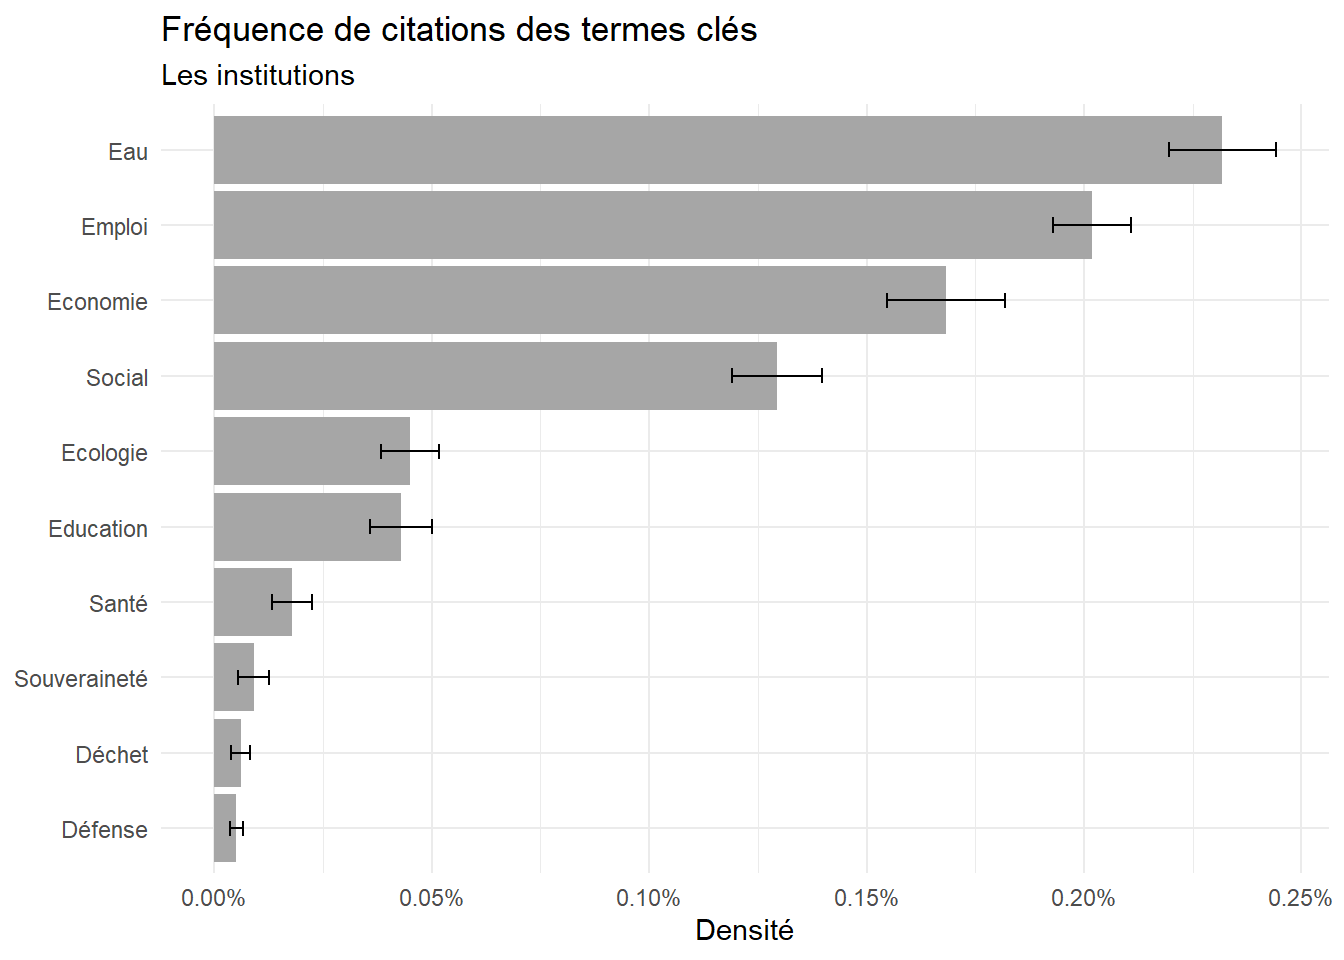 Fréquence de citations des termes clés
Les institutions
Eau
Emploi
Economie
Social
Ecologie
Education
Santé
Souveraineté
Déchet
Défense
0.00% 0.05% 0.10% 0.15% 0.20% 0.25%
Densité